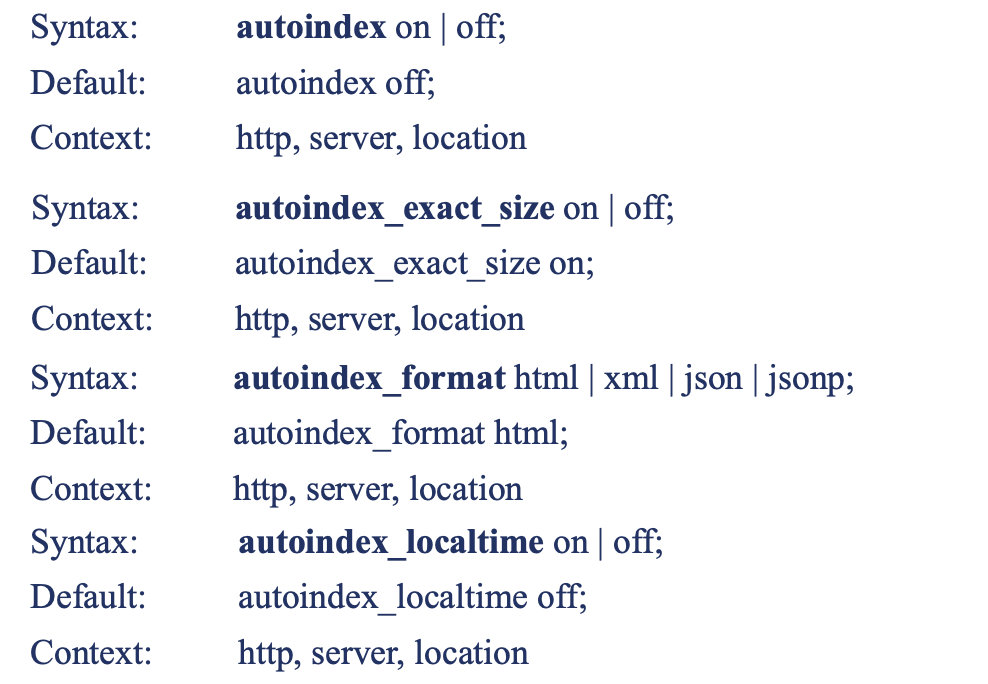 Syntax: autoindex on | off;
Default: autoindex off;
Context: http, server, location
Syntax: autoindex_exact_size on | off;
Default: autoindex_exact_size on;
Context: http, server, location
Syntax: autoindex_format html | xml | json | jsonp;
Default: autoindex_format html;
Context: http, server, location
Syntax: autoindex_localtime on | off;
Default: autoindex_localtime off;
Context: http, server, location